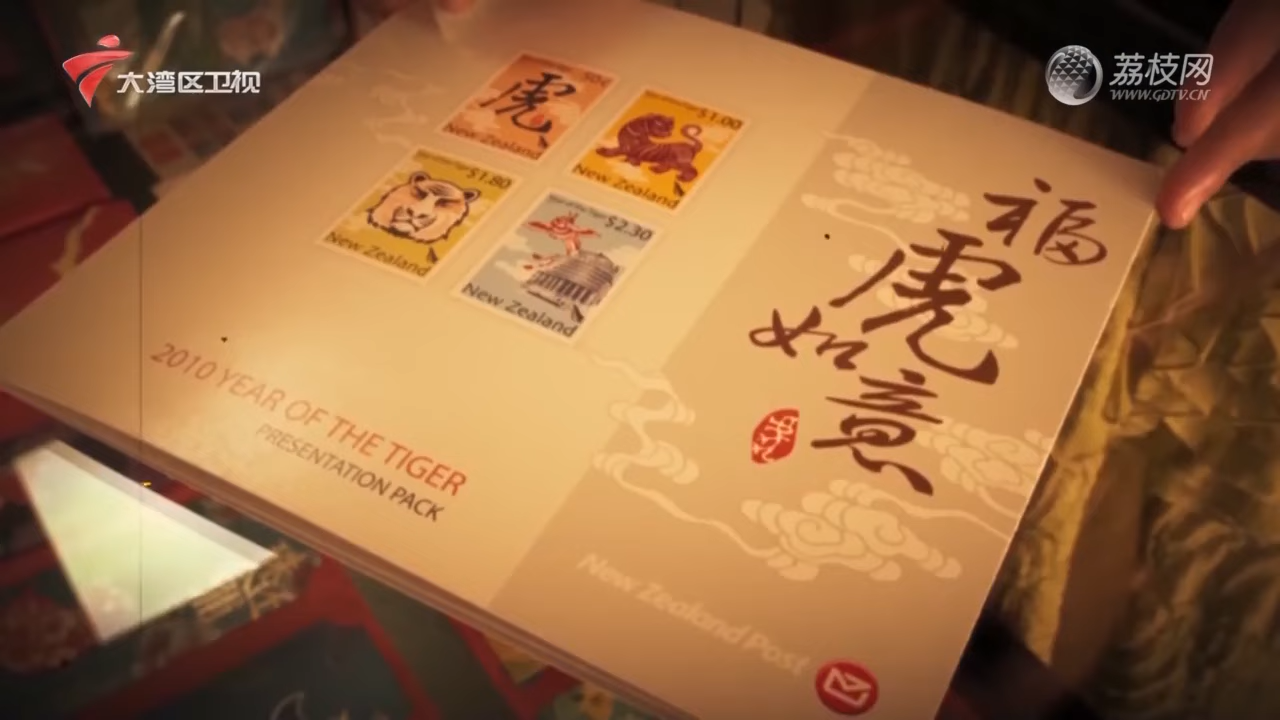 大湾区卫视
荔枝网
WWW.GDTV.CN
50c
虎
New Zealand
$1.00
New Zealand
$1.80
New Zealand
$2.30
New Zealand
福
虎
如
意
2010 YEAR OF THE TIGER
PRESENTATION PACK
New Zealand Post